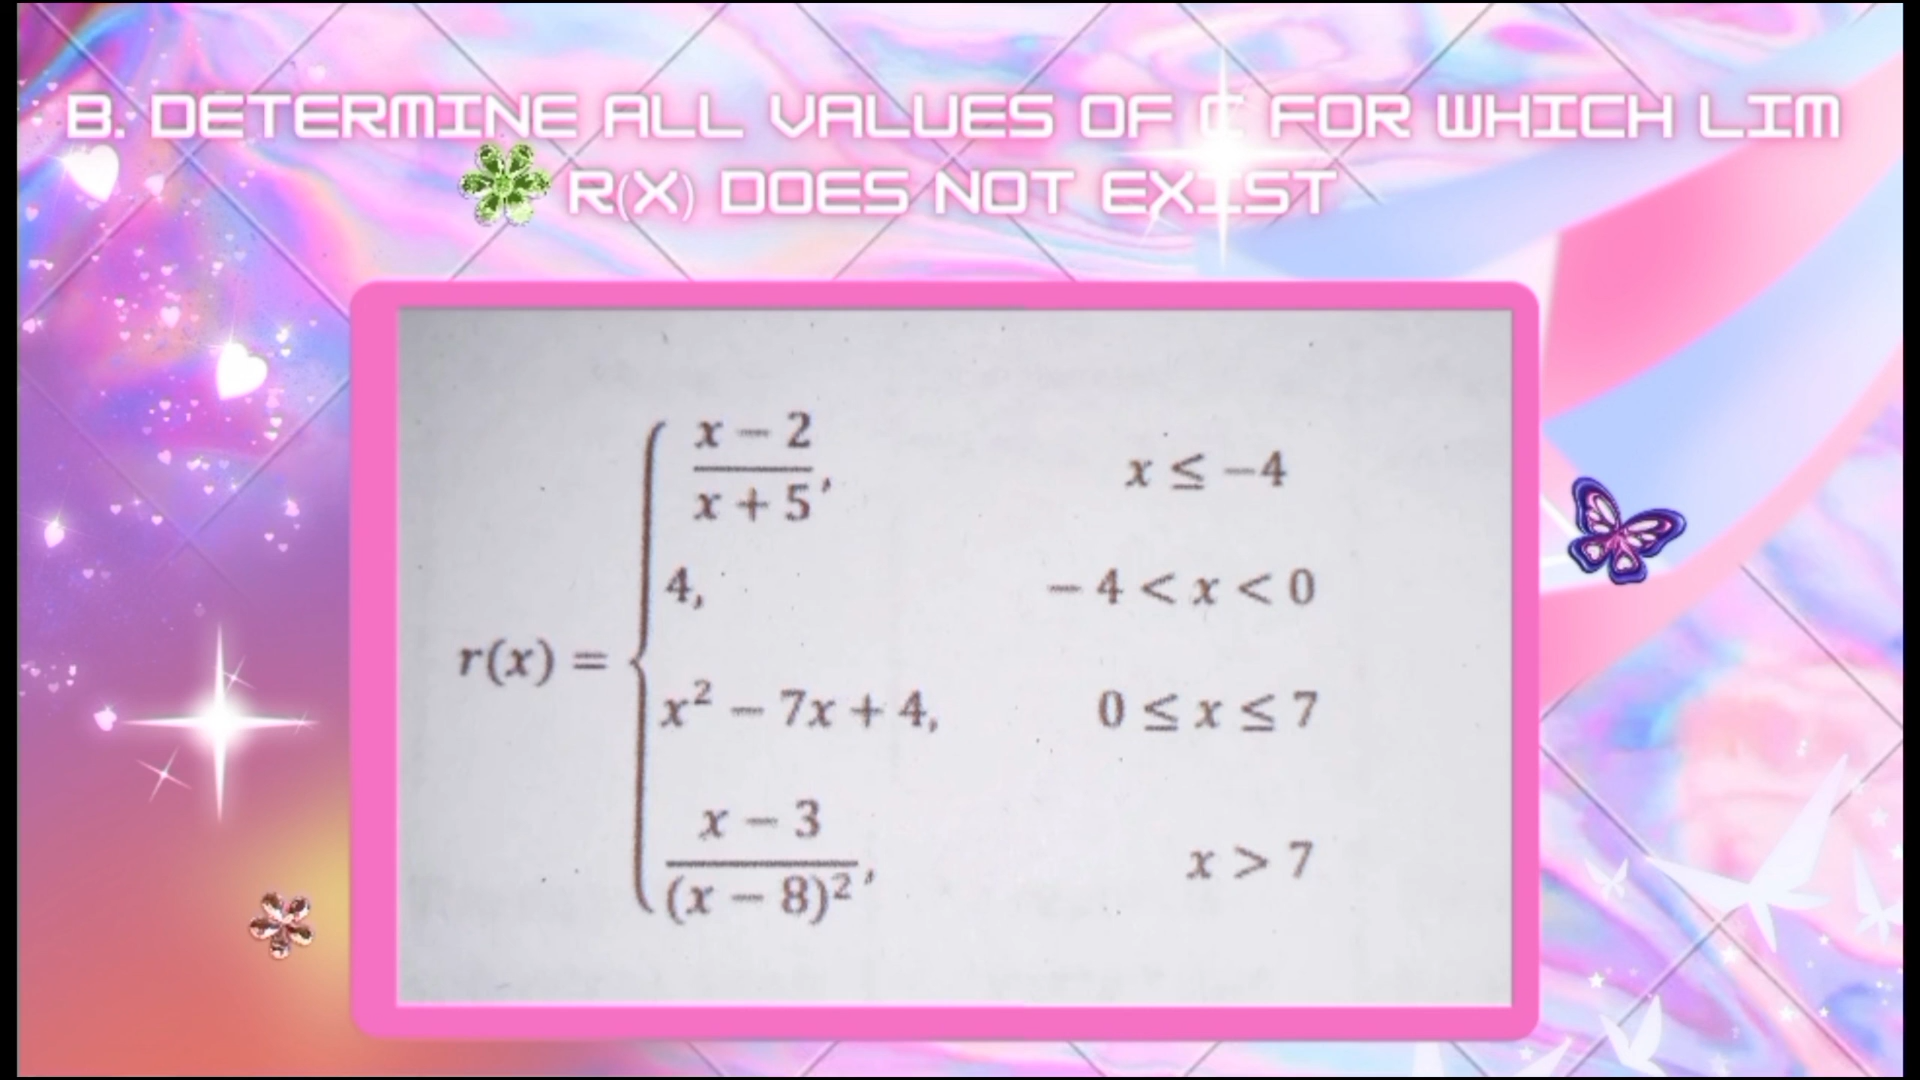 B. DETERMINE ALL VALUES OF C FOR WHICH LIM
R(X) DOES NOT EXIST
x − 2
x + 5 , x ≤ −4
4, − 4 < x < 0
r(x) =
x² − 7x + 4, 0 ≤ x ≤ 7
x − 3
(x − 8)² , x > 7